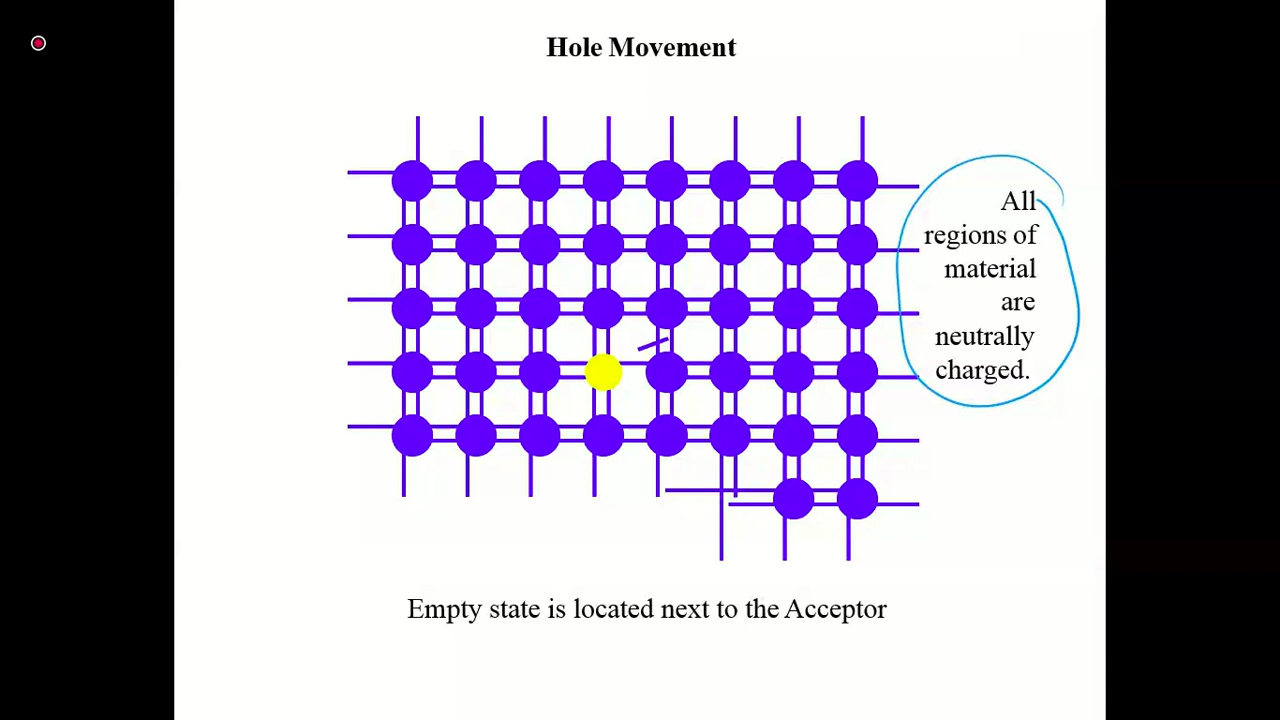 Hole Movement
All
regions of
material
are
neutrally
charged.
Empty state is located next to the Acceptor